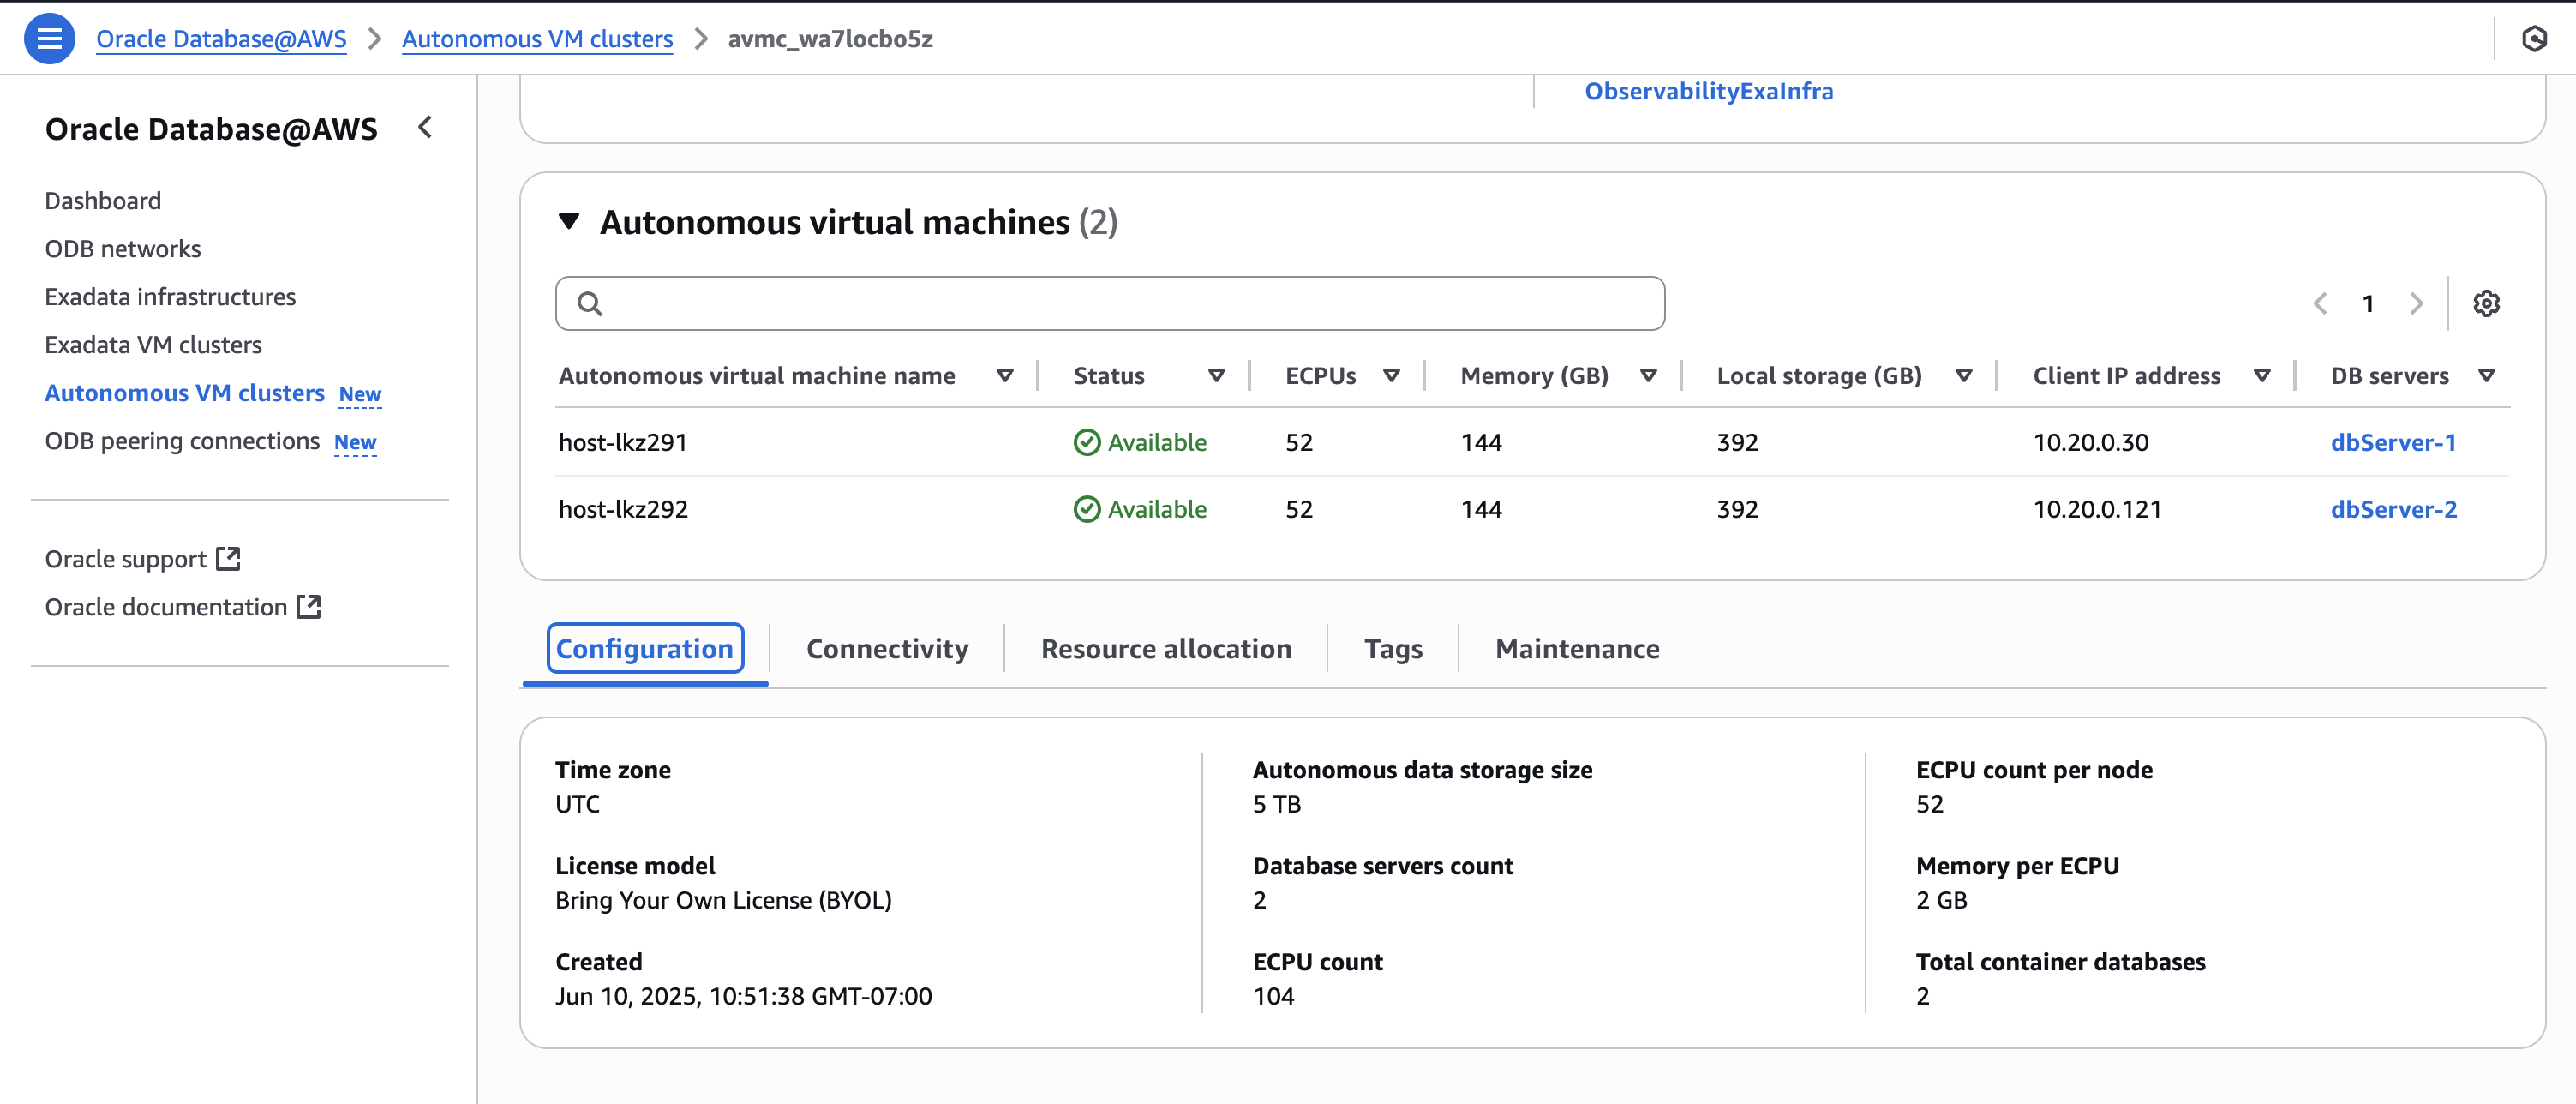 Oracle Database@AWS > Autonomous VM clusters > avmc_wa7locbo5z
Oracle Database@AWS
Dashboard
ODB networks
Exadata infrastructures
Exadata VM clusters
Autonomous VM clusters New
ODB peering connections New
Oracle support
Oracle documentation
ObservabilityExaInfra
Autonomous virtual machines (2)
1
Autonomous virtual machine name Status ECPUs Memory (GB) Local storage (GB) Client IP address DB servers
host-lkz291 Available 52 144 392 10.20.0.30 dbServer-1
host-lkz292 Available 52 144 392 10.20.0.121 dbServer-2
Configuration Connectivity Resource allocation Tags Maintenance
Time zone
UTC
License model
Bring Your Own License (BYOL)
Created
Jun 10, 2025, 10:51:38 GMT-07:00
Autonomous data storage size
5 TB
Database servers count
2
ECPU count
104
ECPU count per node
52
Memory per ECPU
2 GB
Total container databases
2